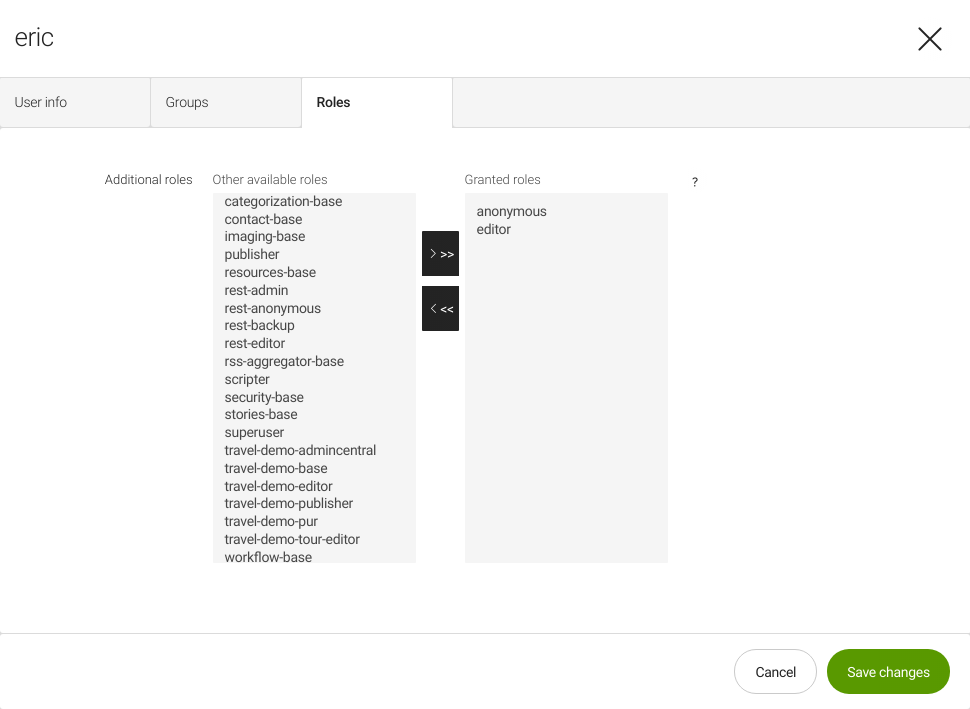 eric
User info
Groups
Roles
Additional roles
Other available roles
categorization-base
contact-base
imaging-base
publisher
resources-base
rest-admin
rest-anonymous
rest-backup
rest-editor
rss-aggregator-base
scripter
security-base
stories-base
superuser
travel-demo-admincentral
travel-demo-base
travel-demo-editor
travel-demo-publisher
travel-demo-pur
travel-demo-tour-editor
workflow-base
>>
<<
Granted roles
anonymous
editor
?
Cancel
Save changes